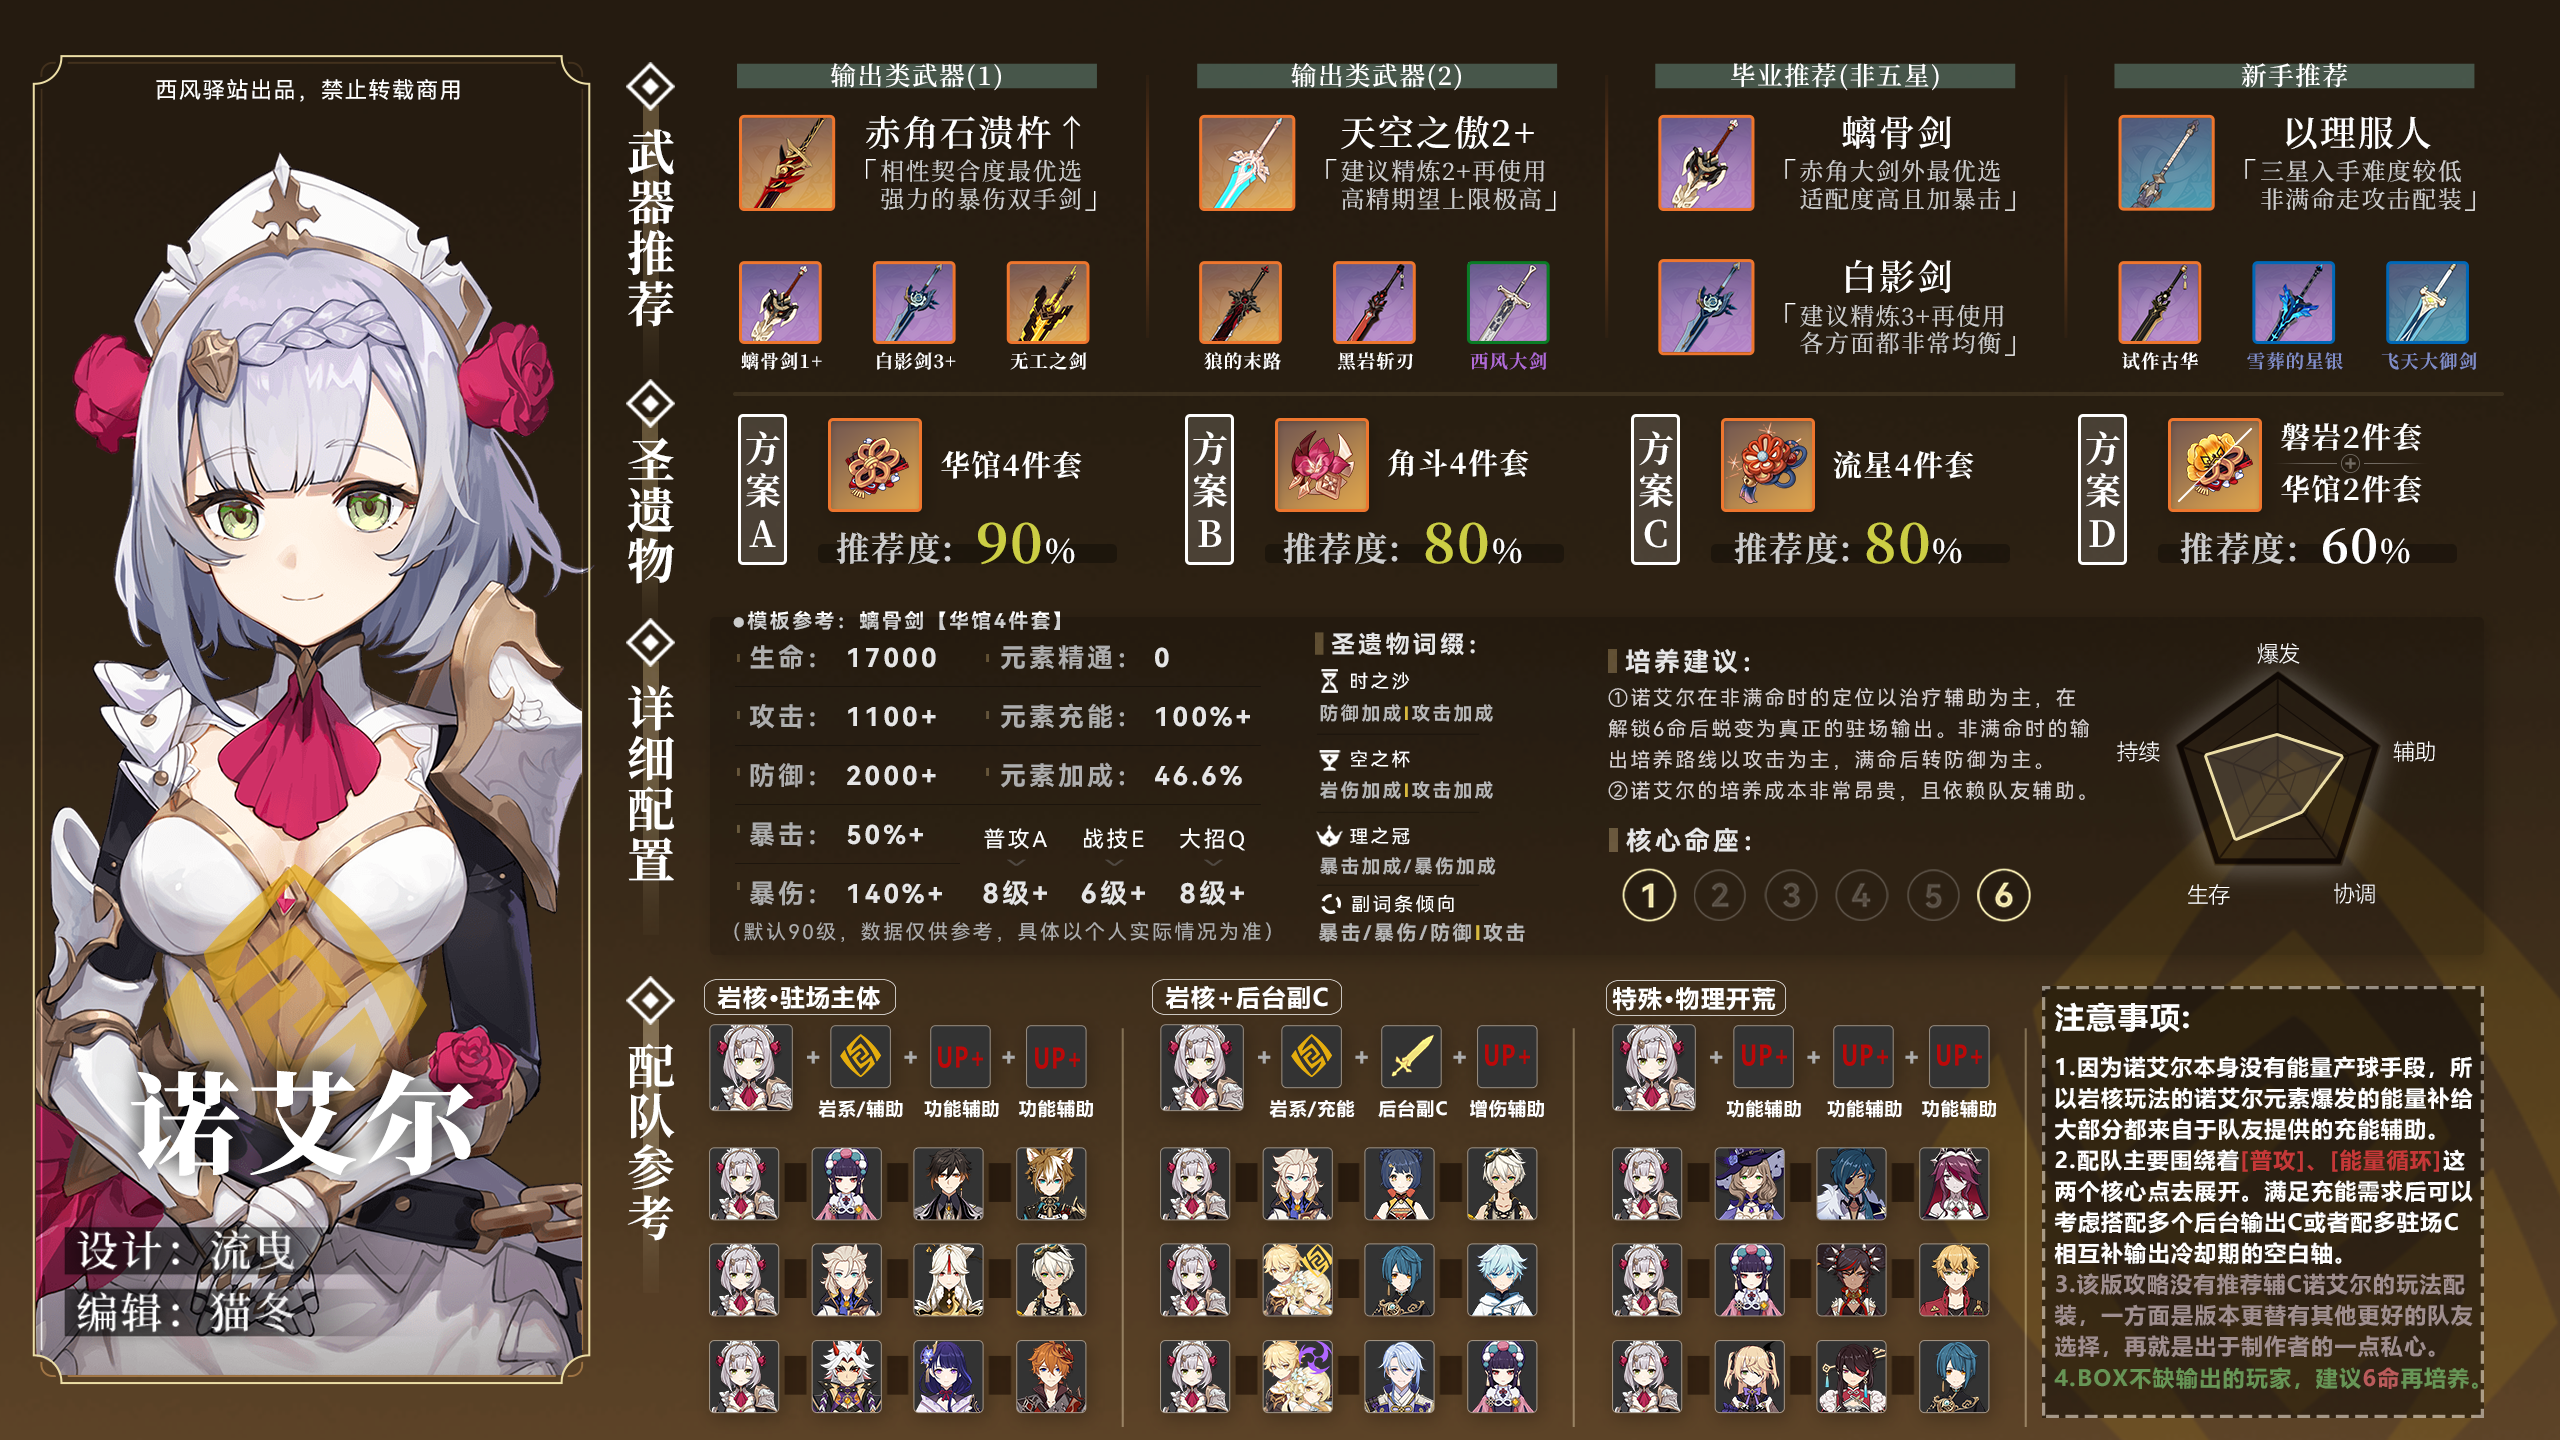 西风驿站出品，禁止转载商用
诺艾尔
设计：流曳
编辑：猫冬
武器推荐
输出类武器(1)
赤角石溃杵↑
「相性契合度最优选
强力的暴伤双手剑」
螭骨剑1+
白影剑3+
无工之剑
输出类武器(2)
天空之傲2+
「建议精炼2+再使用
高精期望上限极高」
狼的末路
黑岩斩刃
西风大剑
毕业推荐(非五星)
螭骨剑
「赤角大剑外最优选
适配度高且加暴击」
白影剑
「建议精炼3+再使用
各方面都非常均衡」
新手推荐
以理服人
「三星入手难度较低
非满命走攻击配装」
试作古华
雪葬的星银
飞天大御剑
圣遗物
方案A
华馆4件套
推荐度：90%
方案B
角斗4件套
推荐度：80%
方案C
流星4件套
推荐度：80%
方案D
磐岩2件套
华馆2件套
推荐度：60%
详细配置
●模板参考：螭骨剑【华馆4件套】
生命：17000 元素精通：0
攻击：1100+ 元素充能：100%+
防御：2000+ 元素加成：46.6%
暴击：50%+ 普攻A 战技E 大招Q
暴伤：140%+ 8级+ 6级+ 8级+
(默认90级，数据仅供参考，具体以个人实际情况为准)
圣遗物词缀：
时之沙
防御加成|攻击加成
空之杯
岩伤加成|攻击加成
理之冠
暴击加成/暴伤加成
副词条倾向
暴击/暴伤/防御|攻击
培养建议：
①诺艾尔在非满命时的定位以治疗辅助为主，在
解锁6命后蜕变为真正的驻场输出。非满命时的输
出培养路线以攻击为主，满命后转防御为主。
②诺艾尔的培养成本非常昂贵，且依赖队友辅助。
核心命座：
1 2 3 4 5 6
爆发
辅助
协调
生存
持续
配队参考
岩核•驻场主体
+ + UP+ + UP+
岩系/辅助 功能辅助 功能辅助
岩核+后台副C
+ + + UP+
岩系/充能 后台副C 增伤辅助
特殊•物理开荒
+ UP+ + UP+ + UP+
功能辅助 功能辅助 功能辅助
注意事项:
1.因为诺艾尔本身没有能量产球手段，所
以岩核玩法的诺艾尔元素爆发的能量补给
大部分都来自于队友提供的充能辅助。
2.配队主要围绕着[普攻]、[能量循环]这
两个核心点去展开。满足充能需求后可以
考虑搭配多个后台输出C或者配多驻场C
相互补输出冷却期的空白轴。
3.该版攻略没有推荐辅C诺艾尔的玩法配
装，一方面是版本更替有其他更好的队友
选择，再就是出于制作者的一点私心。
4.BOX不缺输出的玩家，建议6命再培养。